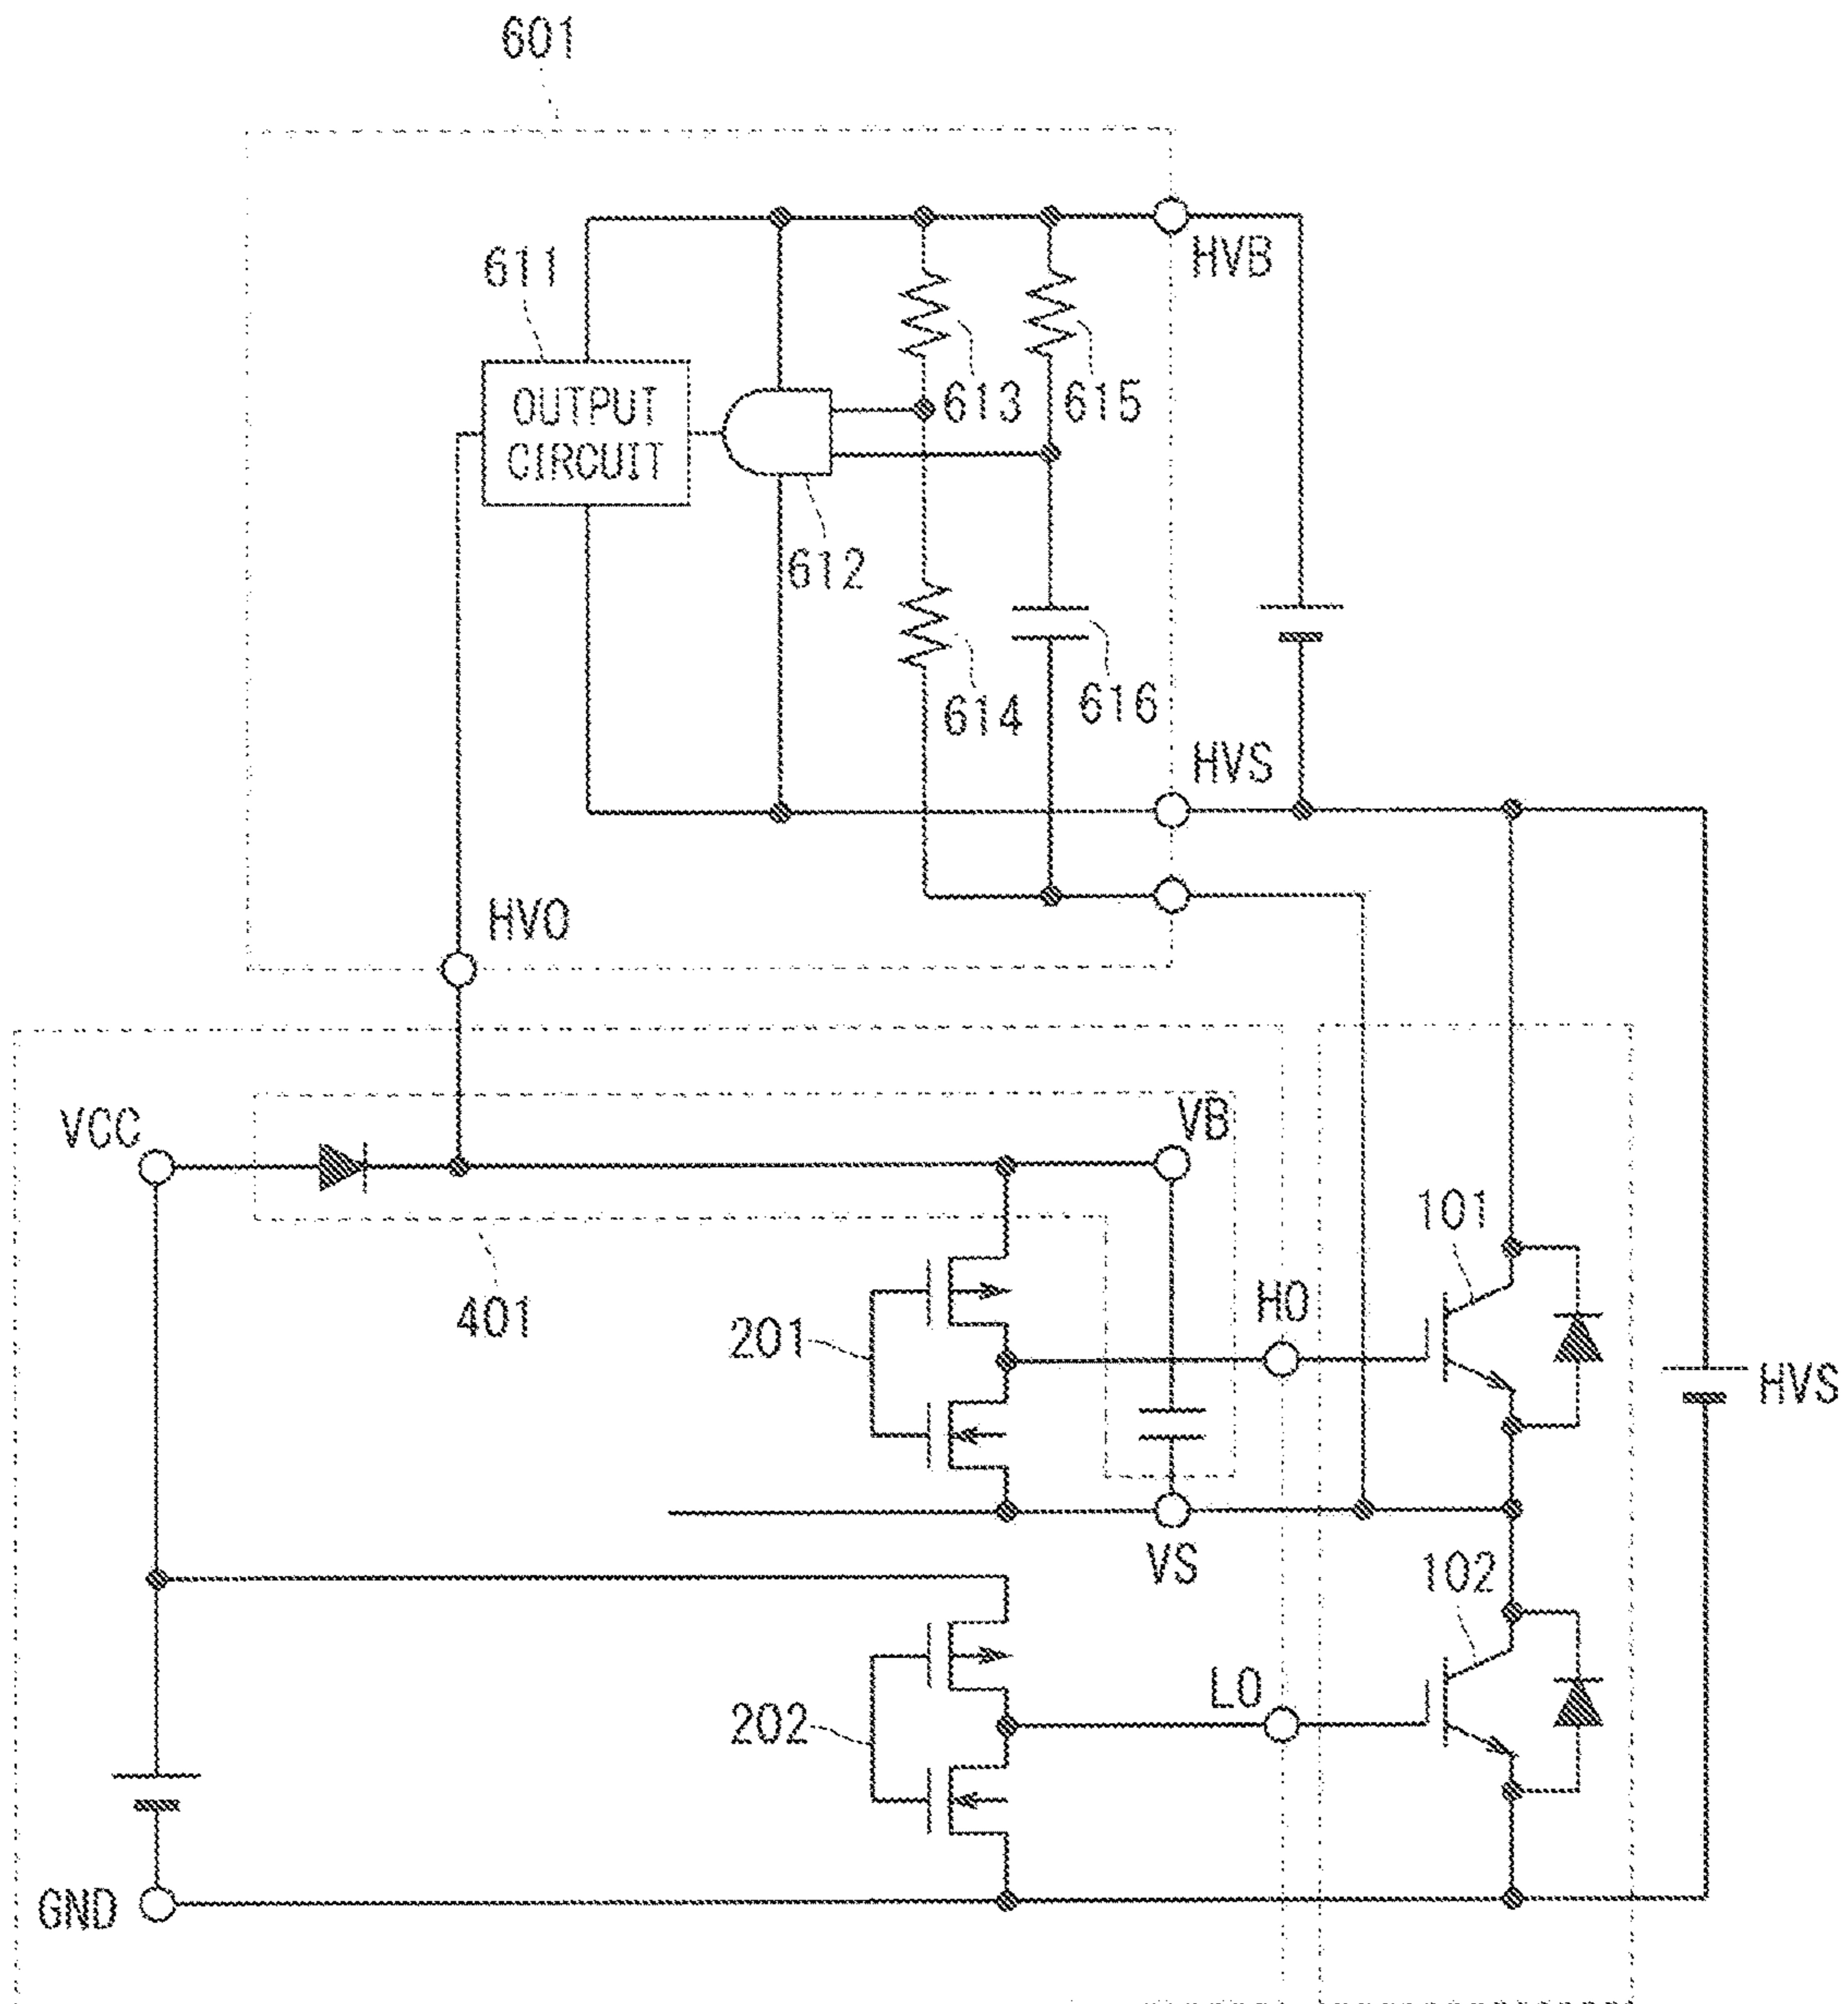 601
HVB
611
OUTPUT
CIRCUIT
613
615
612
614
616
HVS
HVO
VCC
VB
101
401
201
HO
HVS
VS
102
LO
202
GND